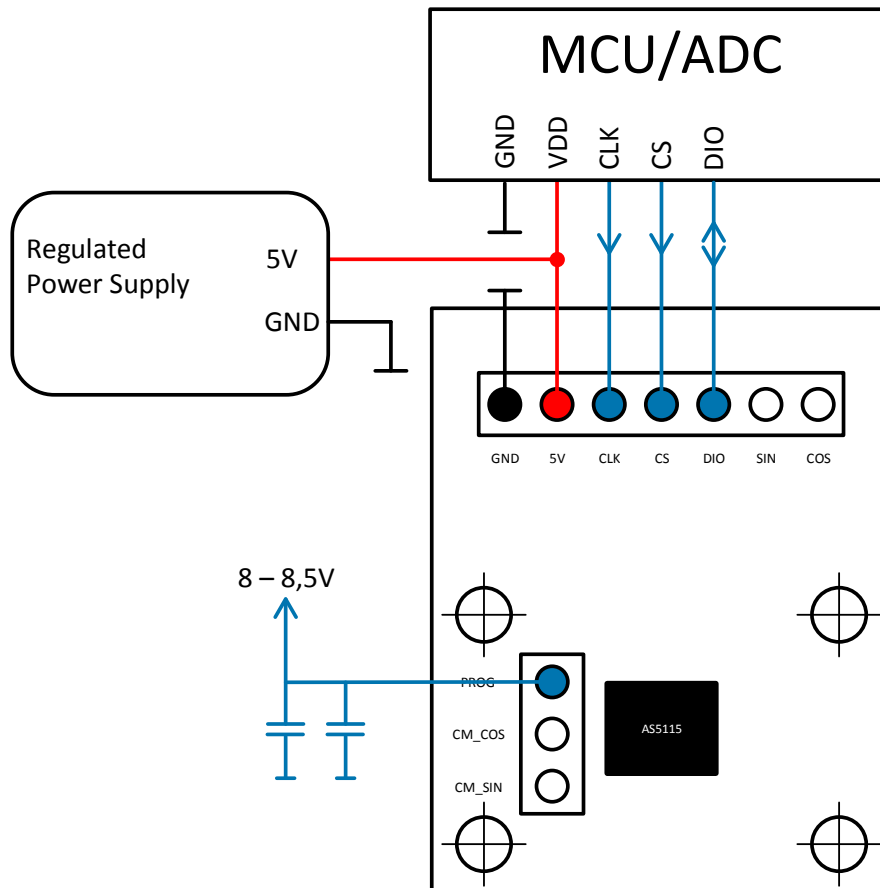 MCU/ADC
GND
VDD
CLK
CS
DIO
Regulated
Power Supply
5V
GND
GND
5V
CLK
CS
DIO
SIN
COS
8 – 8,5V
PROG
CM_COS
CM_SIN
AS5115